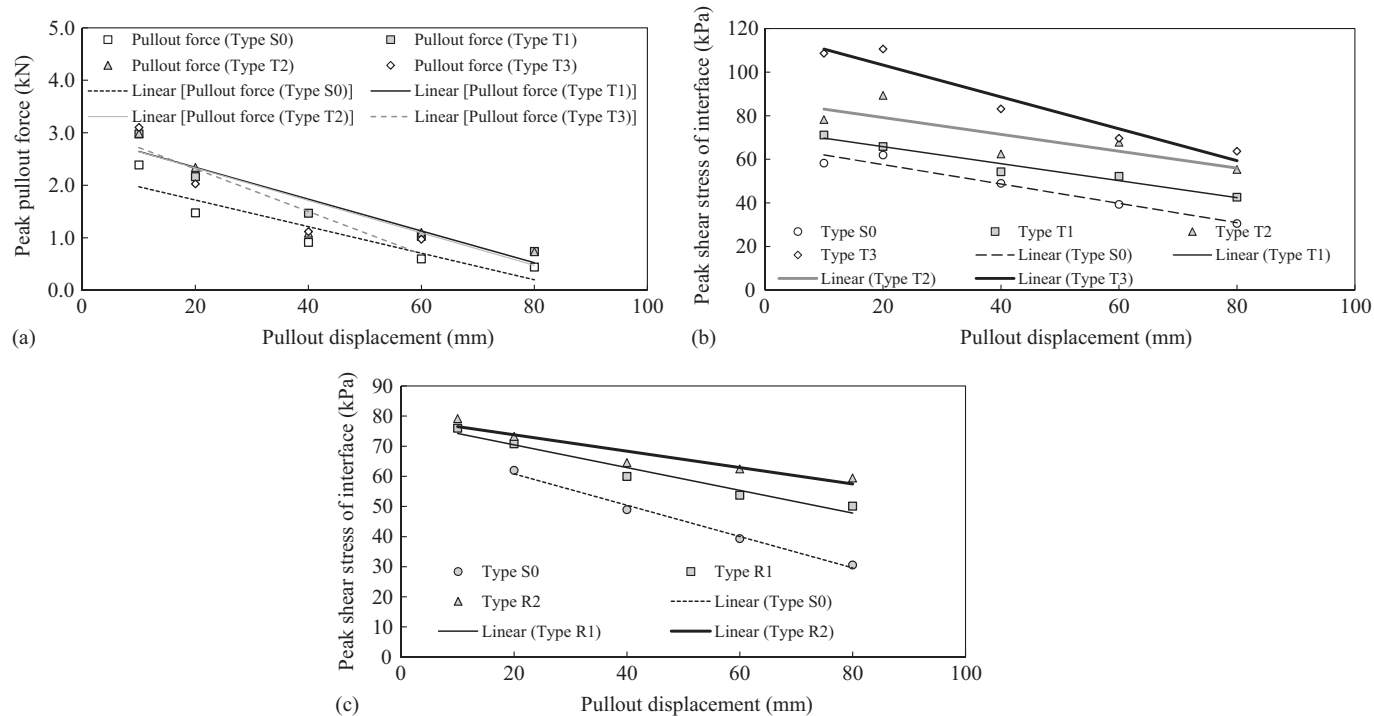 Pullout force (Type S0) Pullout force (Type T1)
Pullout force (Type T2) Pullout force (Type T3)
Linear [Pullout force (Type S0)] Linear [Pullout force (Type T1)]
Linear [Pullout force (Type T2)] Linear [Pullout force (Type T3)]
Peak pullout force (kN)
5.0
4.0
3.0
2.0
1.0
0.0
0 20 40 60 80 100
Pullout displacement (mm)
(a)
Peak shear stress of interface (kPa)
120
100
80
60
40
20
0
Type S0 Type T1 Type T2
Type T3 Linear (Type S0) Linear (Type T1)
Linear (Type T2) Linear (Type T3)
0 20 40 60 80 100
Pullout displacement (mm)
(b)
Peak shear stress of interface (kPa)
90
80
70
60
50
40
30
20
10
0
Type S0 Type R1
Type R2 Linear (Type S0)
Linear (Type R1) Linear (Type R2)
0 20 40 60 80 100
Pullout displacement (mm)
(c)